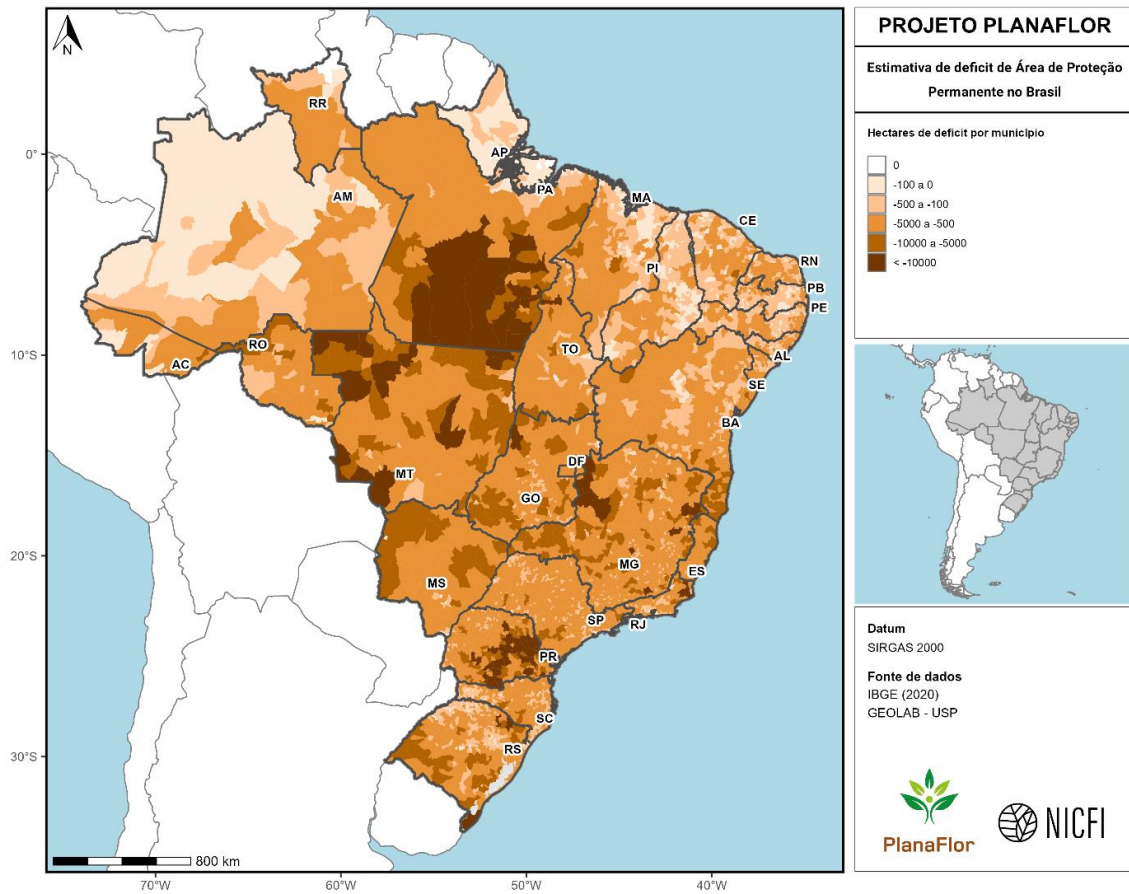 PROJETO PLANAFLOR
Estimativa de deficit de Área de Proteção
Permanente no Brasil
Hectares de deficit por município
0
-100 a 0
-500 a -100
-5000 a -500
-10000 a -5000
< -10000
N
RR
AP
AM
PA
MA
CE
RN
PI
PB
PE
TO
AL
AC
RO
SE
BA
MT
DF
GO
MS
MG
ES
SP
RJ
PR
SC
RS
0°
10°S
20°S
30°S
800 km
70°W
60°W
50°W
40°W
Datum
SIRGAS 2000
Fonte de dados
IBGE (2020)
GEOLAB - USP
PlanaFlor
NICFI